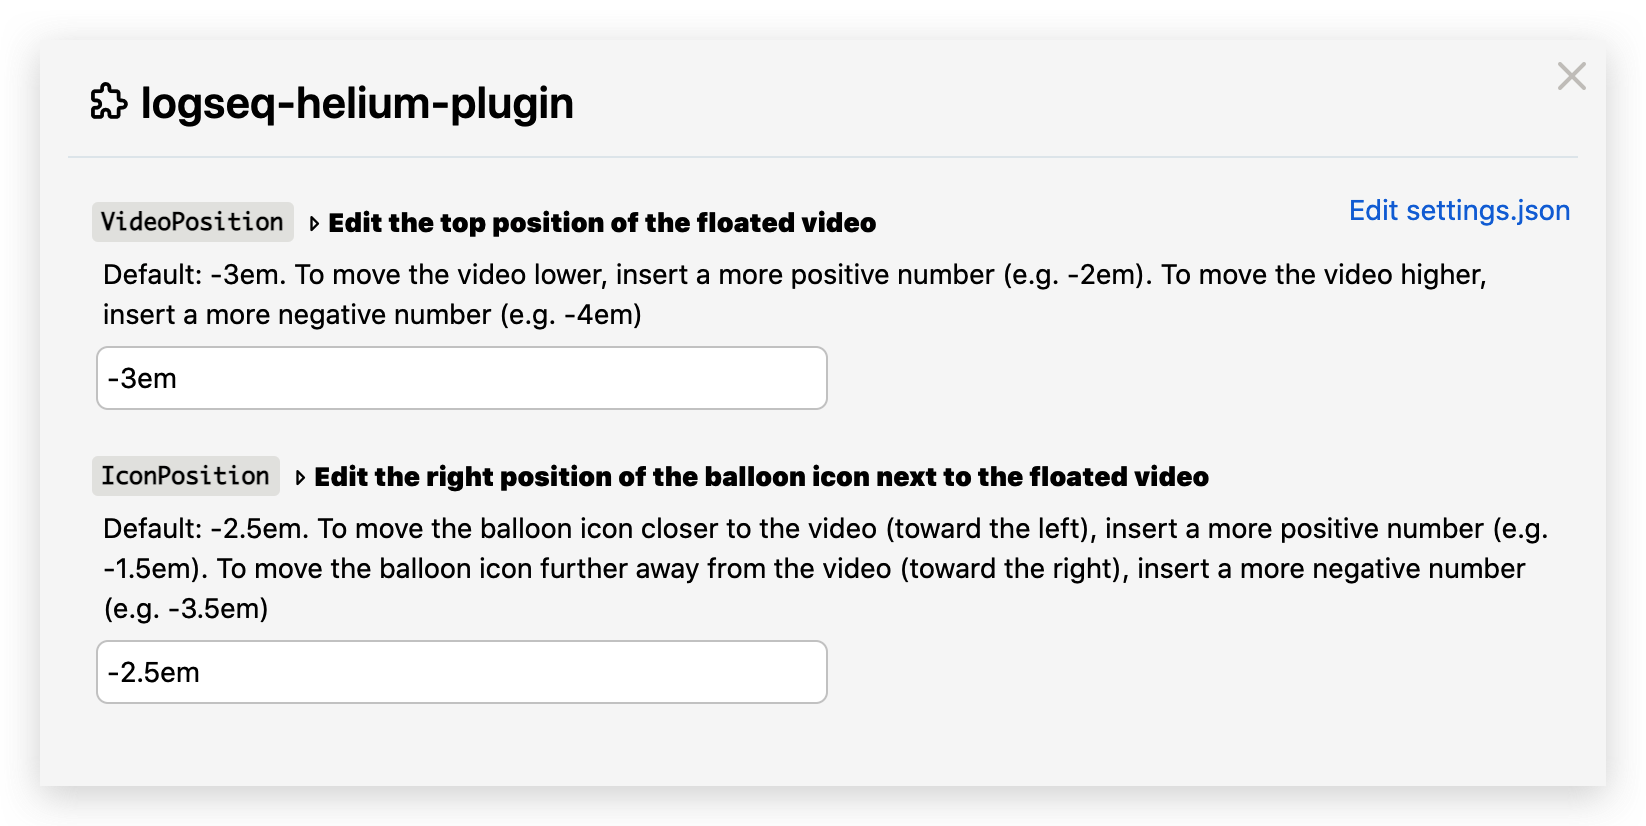 logseq-helium-plugin
Edit settings.json
VideoPosition ▹ Edit the top position of the floated video
Default: -3em. To move the video lower, insert a more positive number (e.g. -2em). To move the video higher,
insert a more negative number (e.g. -4em)
-3em
IconPosition ▹ Edit the right position of the balloon icon next to the floated video
Default: -2.5em. To move the balloon icon closer to the video (toward the left), insert a more positive number (e.g.
-1.5em). To move the balloon icon further away from the video (toward the right), insert a more negative number
(e.g. -3.5em)
-2.5em